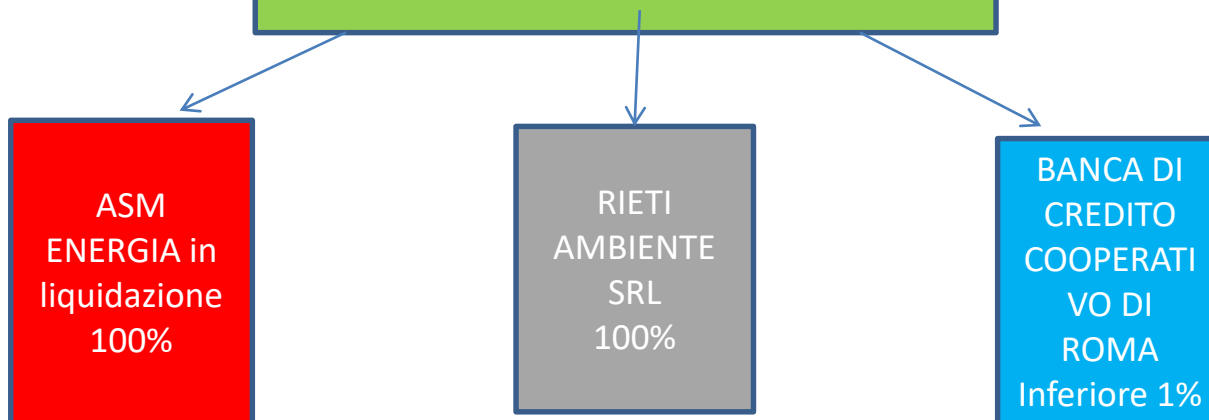 ASM
ENERGIA in
liquidazione
100%
RIETI
AMBIENTE
SRL
100%
BANCA DI
CREDITO
COOPERATI
VO DI
ROMA
Inferiore 1%